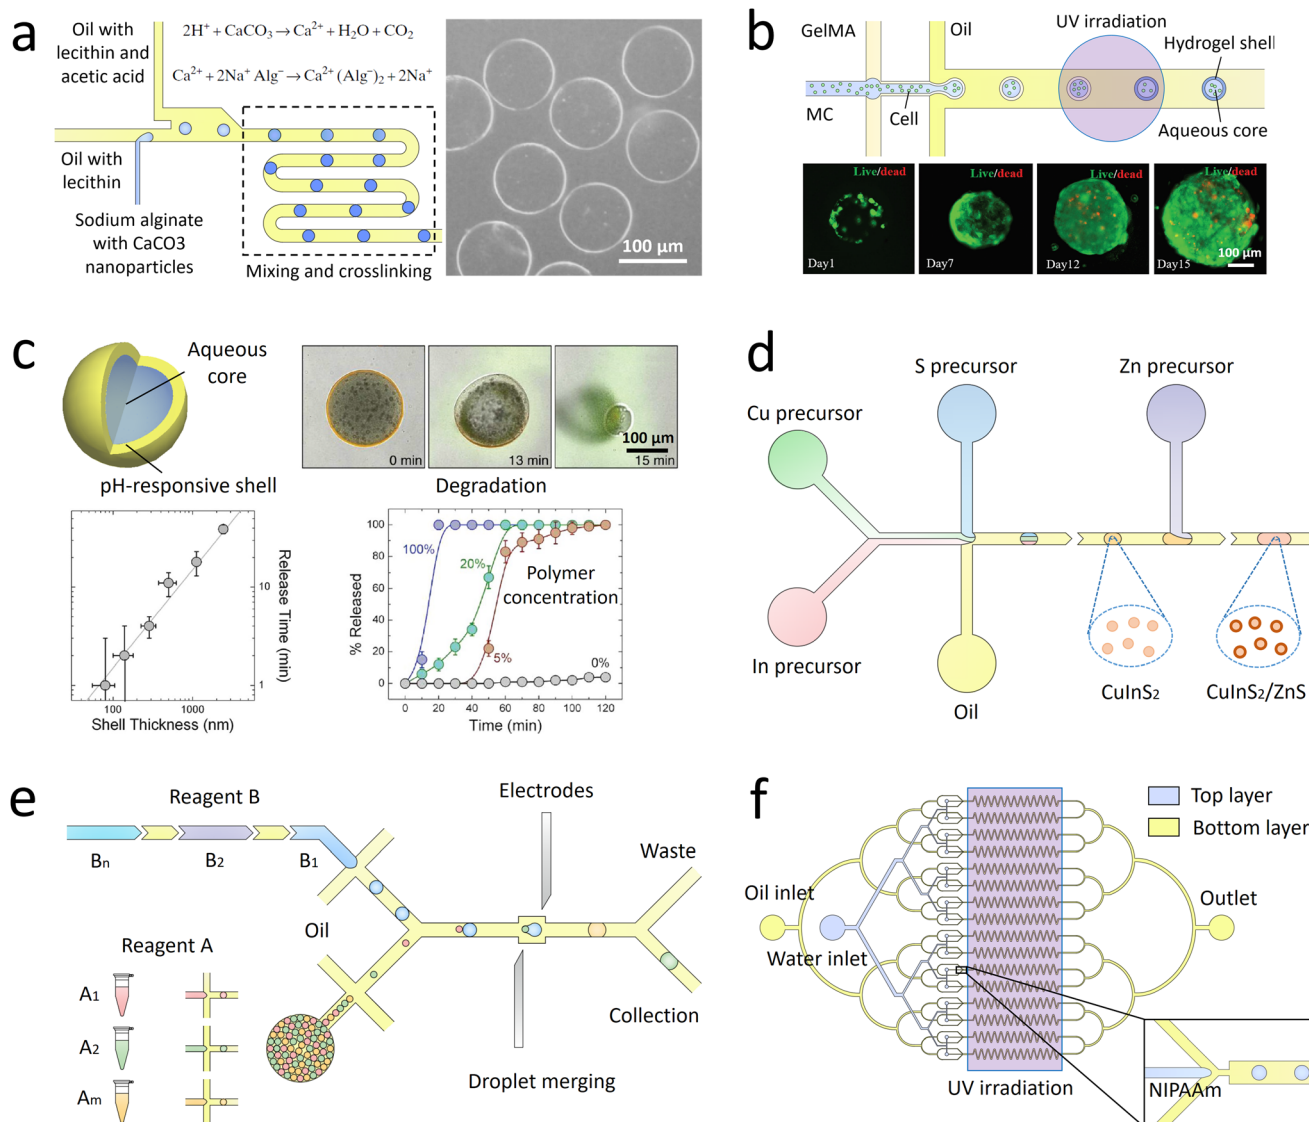 a
Oil with
lecithin and
acetic acid
2H⁺ + CaCO₃ → Ca²⁺ + H₂O + CO₂
Ca²⁺ + 2Na⁺ Alg⁻ → Ca²⁺ (Alg⁻)₂ + 2Na⁺
Oil with
lecithin
Sodium alginate
with CaCO3
nanoparticles
Mixing and crosslinking
100 µm
b
GelMA
Oil
UV irradiation
Hydrogel shell
MC
Cell
Aqueous core
Live/dead
Day1
Live/dead
Day7
Live/dead
Day12
Live/dead
100 µm
Day15
c
Aqueous
core
pH-responsive shell
0 min
13 min
100 µm
15 min
Degradation
10
1
Release Time (min)
100
1000
Shell Thickness (nm)
100
80
60
40
20
0
% Released
100%
20%
Polymer
concentration
5%
0%
0
20
40
60
80
100
120
Time (min)
d
S precursor
Zn precursor
Cu precursor
In precursor
Oil
CuInS₂
CuInS₂/ZnS
e
Reagent B
Electrodes
Bn
B2
B1
Waste
Oil
Reagent A
A1
A2
Am
Collection
Droplet merging
f
Top layer
Bottom layer
Oil inlet
Water inlet
Outlet
UV irradiation
NIPAAm